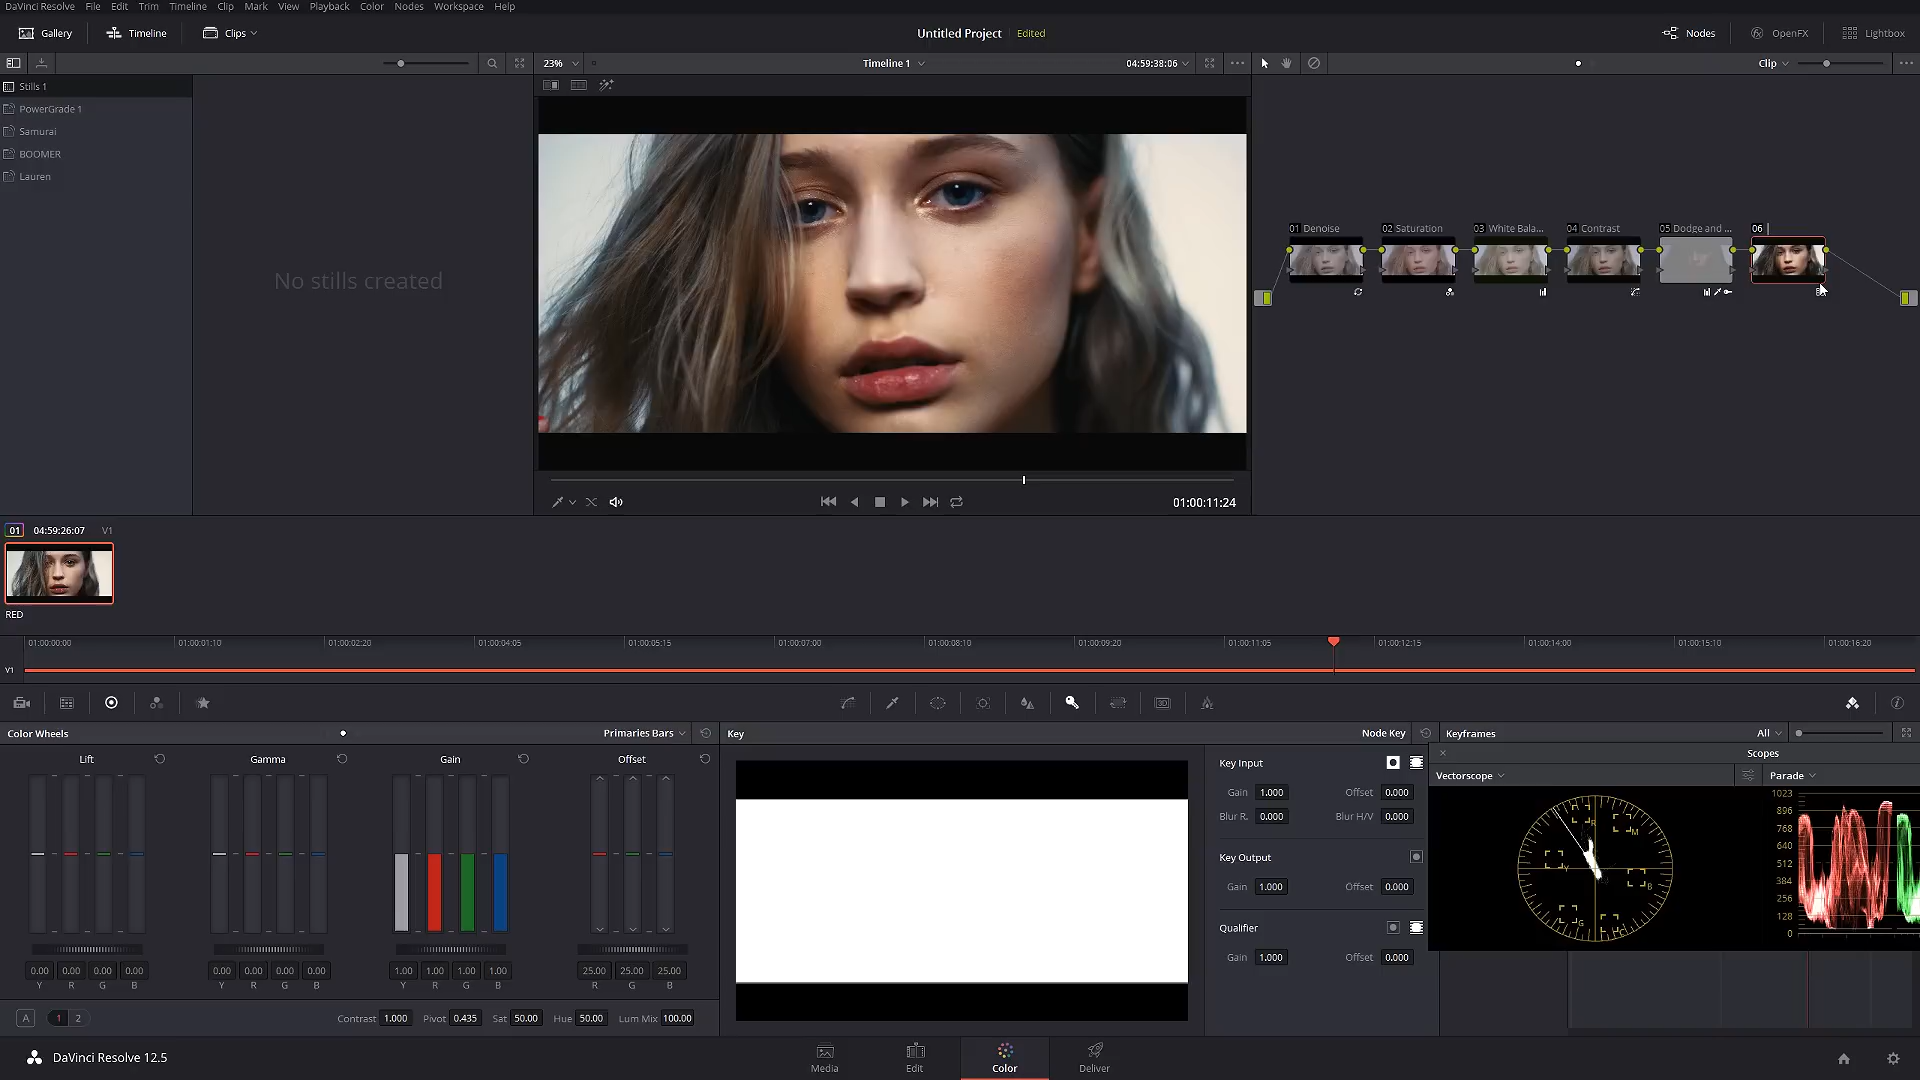 DaVinci Resolve File Edit Trim Timeline Clip Mark View Playback Color Nodes Workspace Help
Gallery Timeline Clips Untitled Project Edited Nodes OpenFX Lightbox
23% Timeline 1 04:59:38:06 Clip
Stills 1
PowerGrade 1
Samurai
BOOMER
Lauren
No stills created
01 Denoise 02 Saturation 03 White Bala... 04 Contrast 05 Dodge and ... 06
01:00:11:24
01 04:59:26:07 V1
RED
01:00:00:00 01:00:01:10 01:00:02:20 01:00:04:05 01:00:05:15 01:00:07:00 01:00:08:10 01:00:09:20 01:00:11:05 01:00:12:15 01:00:14:00 01:00:15:10 01:00:16:20
V1
Color Wheels Primaries Bars Key Node Key Keyframes All
Lift Gamma Gain Offset
Scopes
Key Input
Vectorscope Parade
Gain 1.000 Offset 0.000
Blur R. 0.000 Blur H/V 0.000
Key Output
Gain 1.000 Offset 0.000
Qualifier
Gain 1.000 Offset 0.000
1023
896
768
640
512
384
256
128
0
R M B C G Y
0.00 0.00 0.00 0.00 0.00 0.00 0.00 0.00 1.00 1.00 1.00 1.00 25.00 25.00 25.00
Y R G B Y R G B Y R G B R G B
A 1 2 Contrast 1.000 Pivot 0.435 Sat 50.00 Hue 50.00 Lum Mix 100.00
DaVinci Resolve 12.5 Media Edit Color Deliver